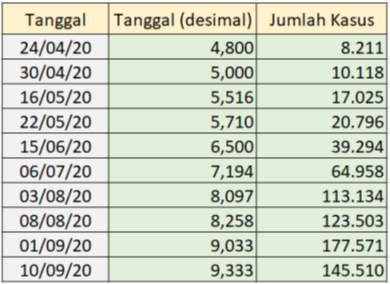 Tanggal Tanggal (desimal) Jumlah Kasus
24/04/20 4,800 8.211
30/04/20 5,000 10.118
16/05/20 5,516 17.025
22/05/20 5,710 20.796
15/06/20 6,500 39.294
06/07/20 7,194 64.958
03/08/20 8,097 113.134
08/08/20 8,258 123.503
01/09/20 9,033 177.571
10/09/20 9,333 145.510